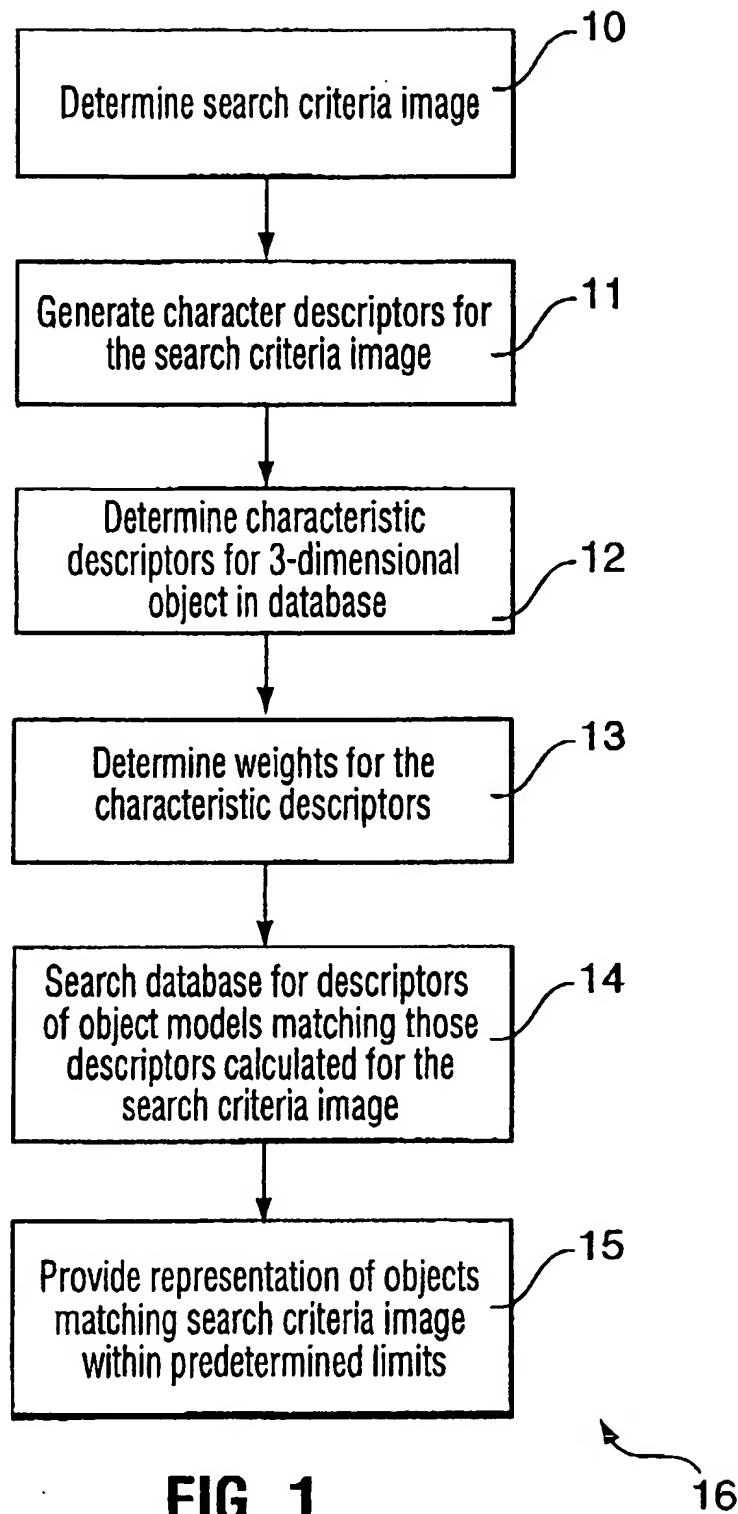 10
Determine search criteria image
11
Generate character descriptors for
the search criteria image
Determine characteristic
descriptors for 3-dimensional
object in database
12
13
Determine weights for the
characteristic descriptors
Search database for descriptors
of object models matching those
descriptors calculated for the
search criteria image
14
15
Provide representation of objects
matching search criteria image
within predetermined limits
FIG 1
16